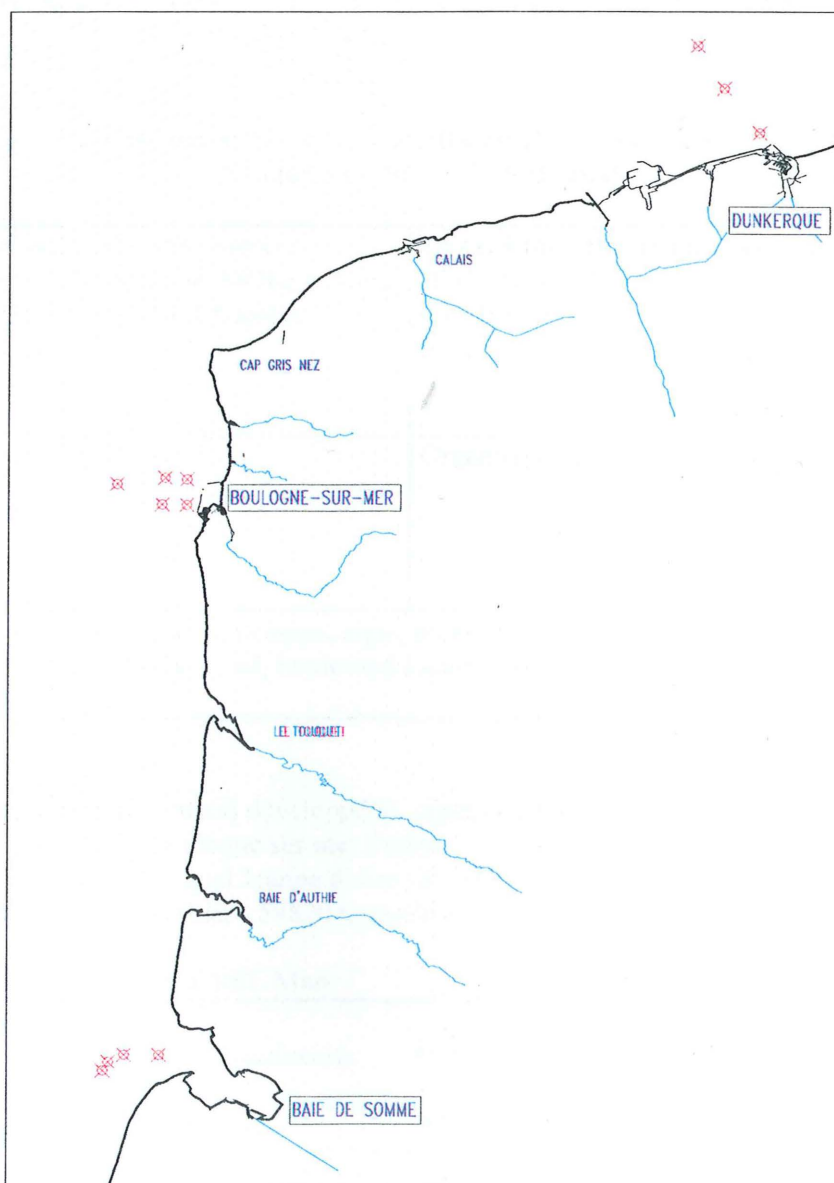 DUNKERQUE
CALAIS
CAP GRIS NEZ
BOULOGNE-SUR-MER
LE TOUQUET
BAIE D'AUTHIE
BAIE DE SOMME